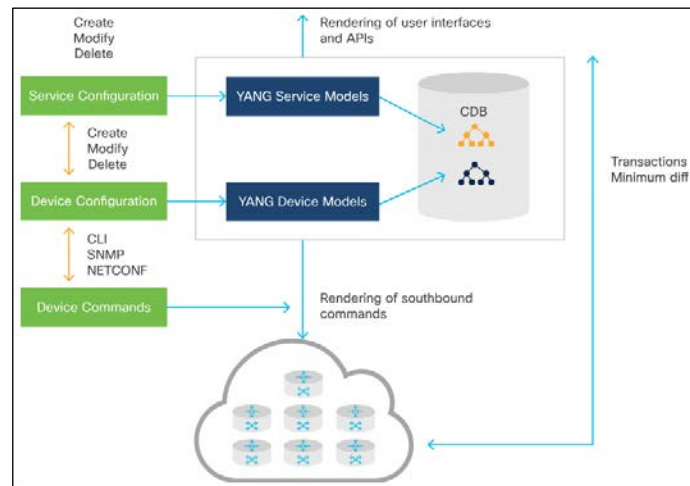 Create
Modify
Delete
Rendering of user interfaces
and APIs
Service Configuration
YANG Service Models
CDB
Create
Modify
Delete
Transactions
Minimum diff
Device Configuration
YANG Device Models
CLI
SNMP
NETCONF
Device Commands
Rendering of southbound
commands